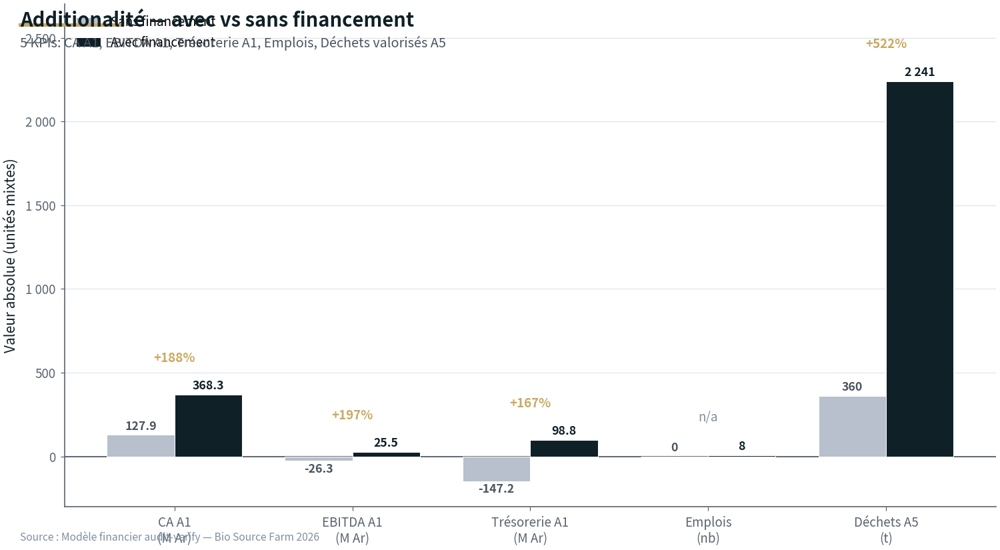 Additionalité — avec vs sans financement
Sans financement
5 KPIs: CA A1, EBITDA A1, Trésorerie A1, Emplois, Déchets valorisés A5
Avec financement
Valeur absolue (unités mixtes)
2 500
2 000
1 500
1 000
500
0
+188%
127.9
368.3
+197%
-26.3
25.5
+167%
-147.2
98.8
n/a
0
8
+522%
360
2 241
CA A1
(M Ar)
EBITDA A1
(M Ar)
Trésorerie A1
(M Ar)
Emplois
(nb)
Déchets A5
(t)
Source : Modèle financier audit-verify — Bio Source Farm 2026